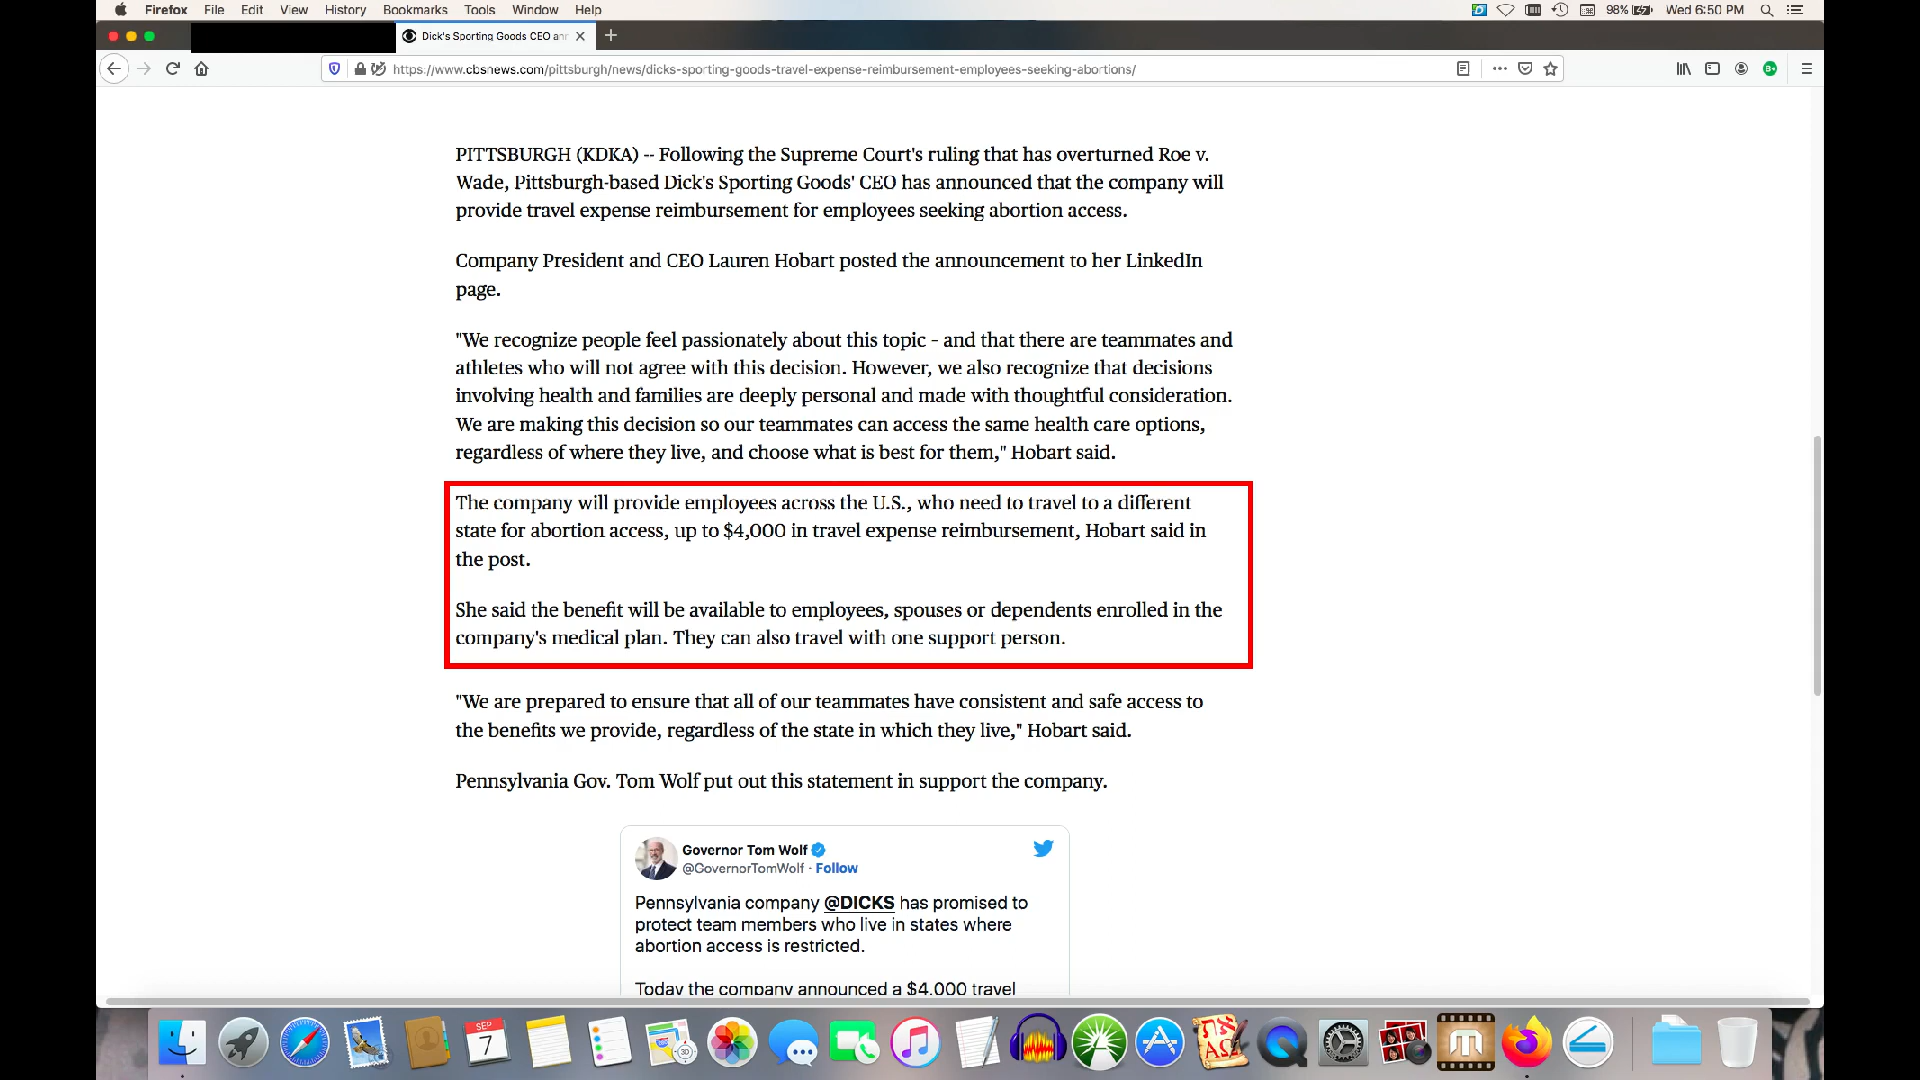 Firefox File Edit View History Bookmarks Tools Window Help 98% Wed 6:50 PM
Dick's Sporting Goods CEO ann
https://www.cbsnews.com/pittsburgh/news/dicks-sporting-goods-travel-expense-reimbursement-employees-seeking-abortions/
PITTSBURGH (KDKA) -- Following the Supreme Court's ruling that has overturned Roe v.
Wade, Pittsburgh-based Dick's Sporting Goods' CEO has announced that the company will
provide travel expense reimbursement for employees seeking abortion access.
Company President and CEO Lauren Hobart posted the announcement to her LinkedIn
page.
"We recognize people feel passionately about this topic - and that there are teammates and
athletes who will not agree with this decision. However, we also recognize that decisions
involving health and families are deeply personal and made with thoughtful consideration.
We are making this decision so our teammates can access the same health care options,
regardless of where they live, and choose what is best for them," Hobart said.
The company will provide employees across the U.S., who need to travel to a different
state for abortion access, up to $4,000 in travel expense reimbursement, Hobart said in
the post.
She said the benefit will be available to employees, spouses or dependents enrolled in the
company's medical plan. They can also travel with one support person.
"We are prepared to ensure that all of our teammates have consistent and safe access to
the benefits we provide, regardless of the state in which they live," Hobart said.
Pennsylvania Gov. Tom Wolf put out this statement in support the company.
Governor Tom Wolf
@GovernorTomWolf · Follow
Pennsylvania company @DICKS has promised to
protect team members who live in states where
abortion access is restricted.
Today the company announced a $4,000 travel
SEP
7
30